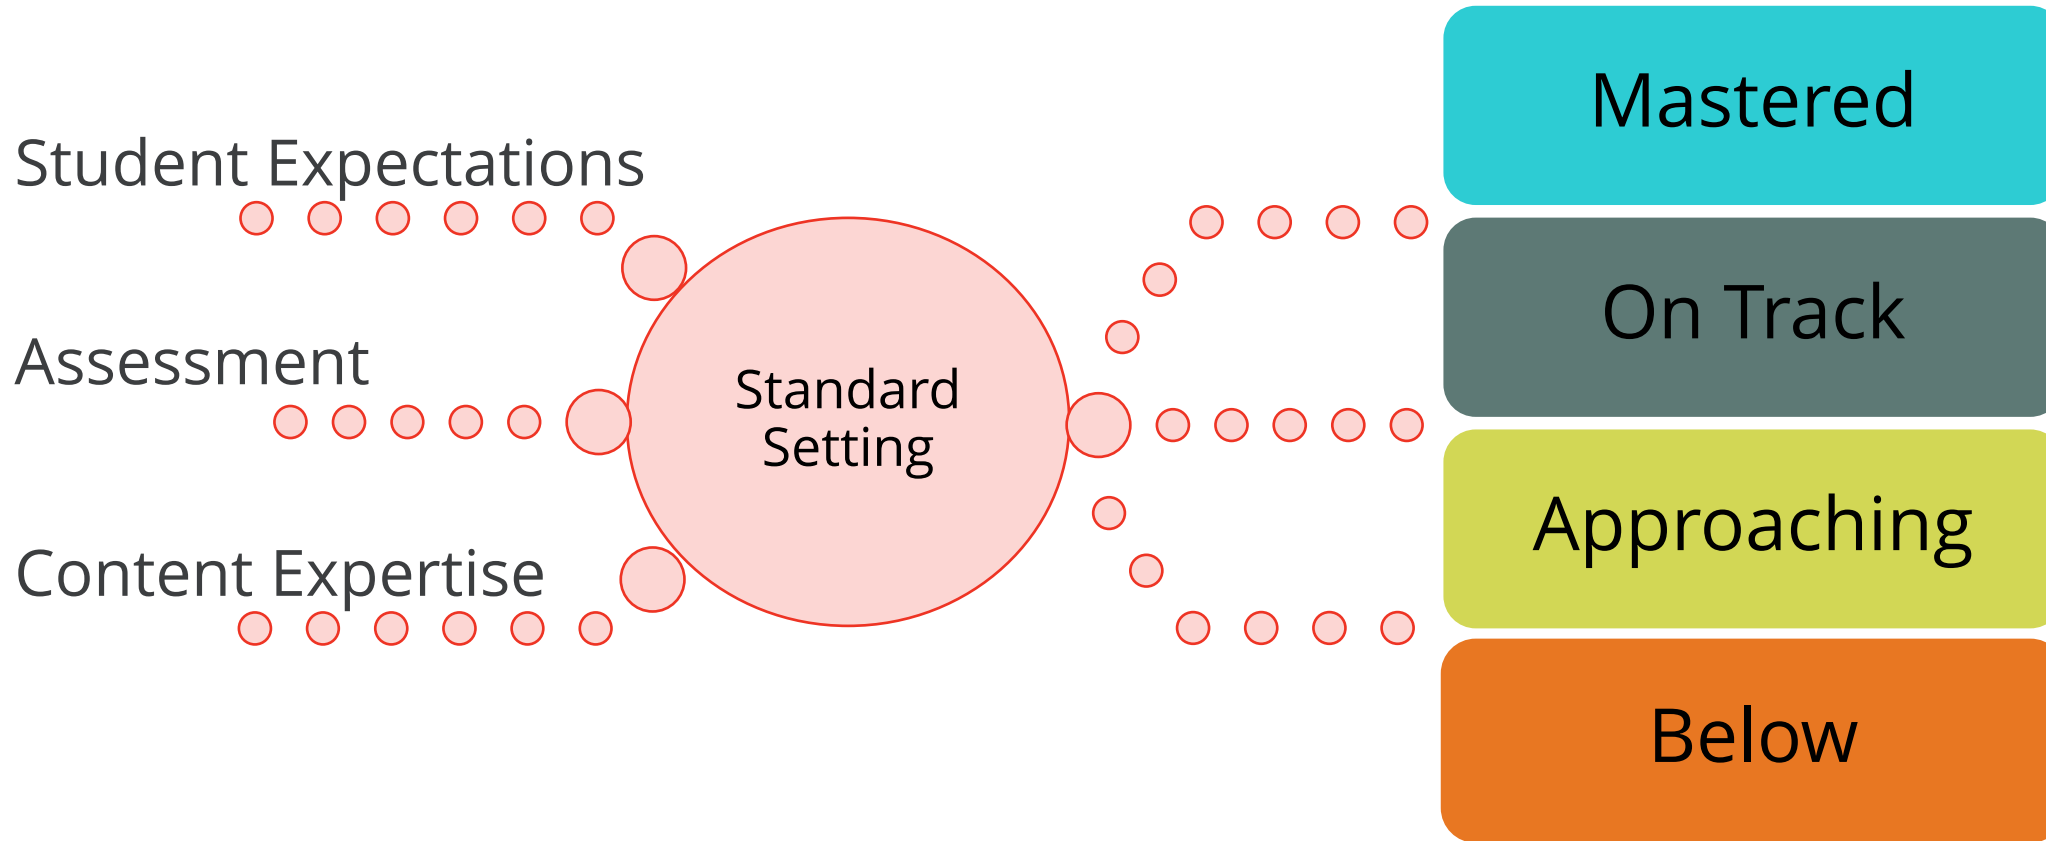 Student Expectations
Assessment
Content Expertise
Standard
Setting
Mastered
On Track
Approaching
Below